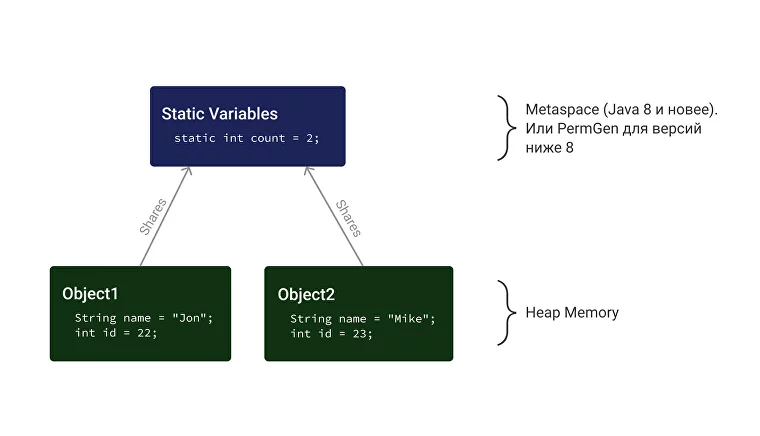 Static Variables
static int count = 2;
Metaspace (Java 8 и новее).
Или PermGen для версий
ниже 8
Shares
Shares
Object1
String name = "Jon";
int id = 22;
Object2
String name = "Mike";
int id = 23;
Heap Memory